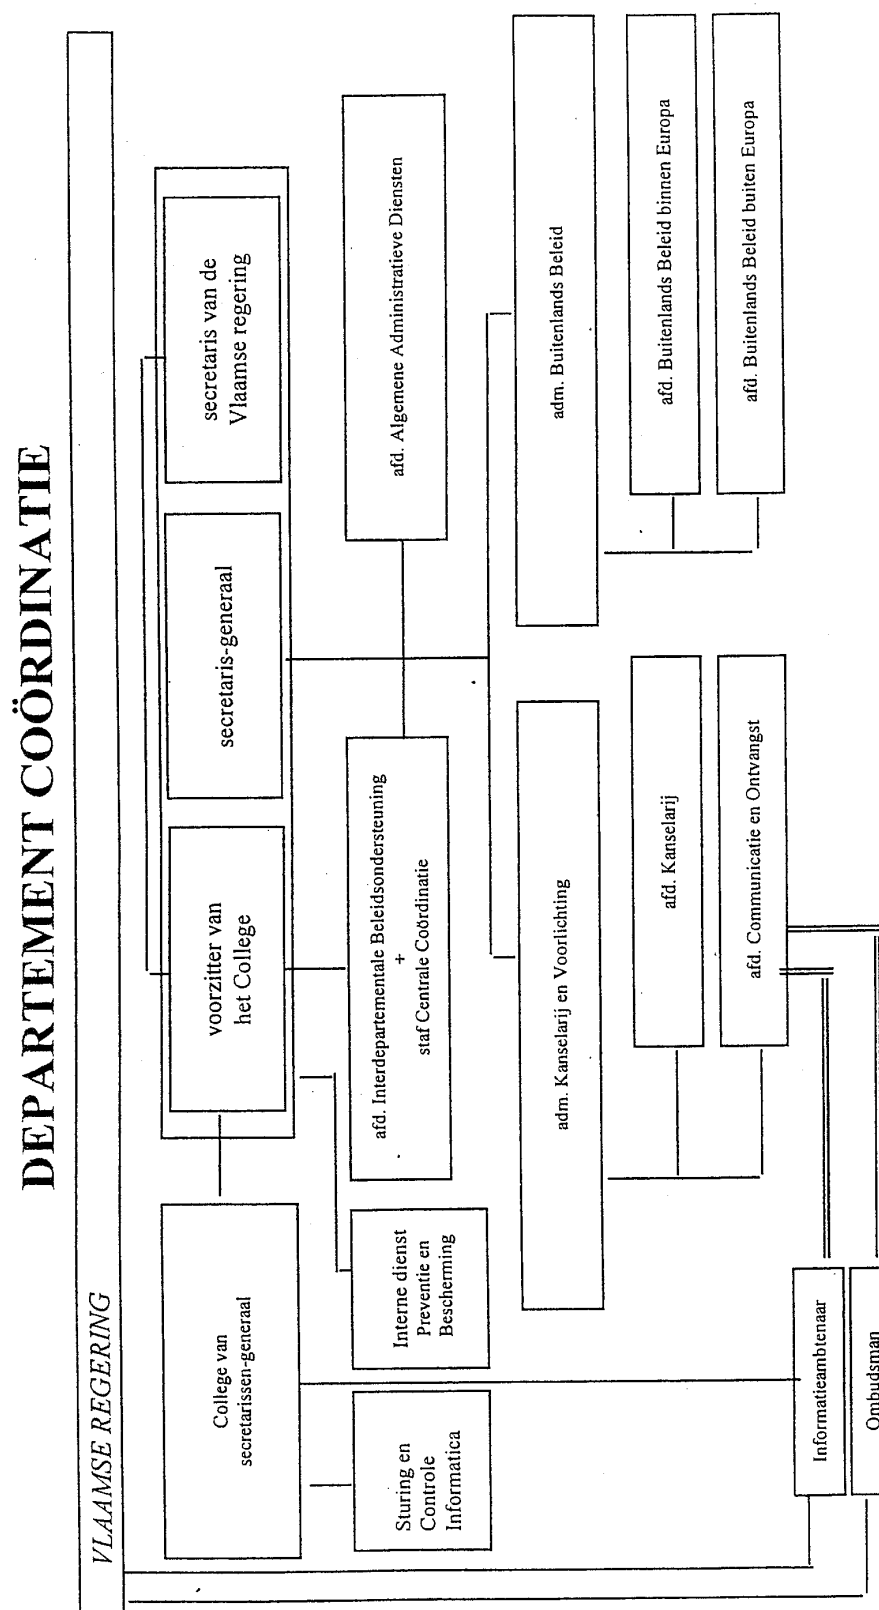 DEPARTEMENT COÖRDINATIE
VLAAMSE REGERING
College van
secretarissen-generaal
voorzitter van
het College
secretaris-generaal
secretaris van de
Vlaamse regering
Sturing en
Controle
Informatica
Interne dienst
Preventie en
Bescherming
afd. Interdepartementale Beleidsondersteuning
+
staf Centrale Coördinatie
afd. Algemene Administratieve Diensten
adm. Kanselarij en Voorlichting
adm. Buitenlands Beleid
afd. Kanselarij
afd. Buitenlands Beleid binnen Europa
afd. Communicatie en Ontvangst
afd. Buitenlands Beleid buiten Europa
Informatieambtenaar
Ombudsman